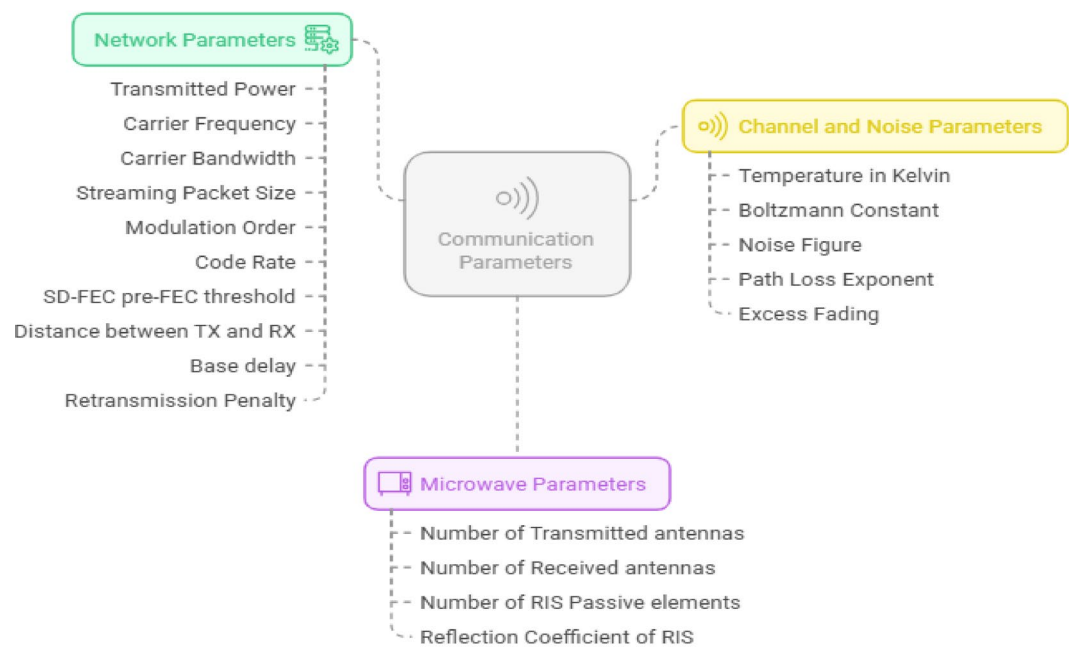 Network Parameters
Transmitted Power
Carrier Frequency
Carrier Bandwidth
Streaming Packet Size
Modulation Order
Code Rate
SD-FEC pre-FEC threshold
Distance between TX and RX
Base delay
Retransmission Penalty
Communication
Parameters
Channel and Noise Parameters
Temperature in Kelvin
Boltzmann Constant
Noise Figure
Path Loss Exponent
Excess Fading
Microwave Parameters
Number of Transmitted antennas
Number of Received antennas
Number of RIS Passive elements
Reflection Coefficient of RIS